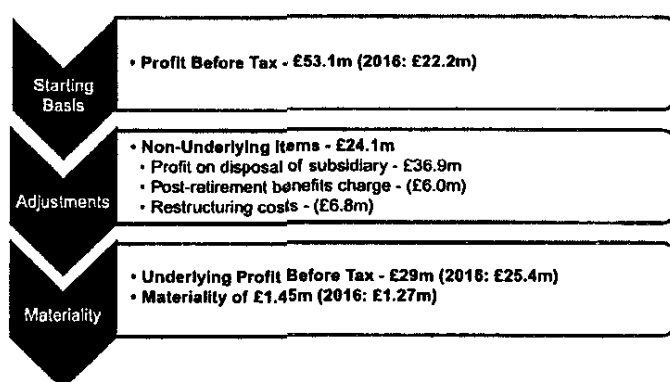 Starting
Basis
• Profit Before Tax - £53.1m (2016: £22.2m)
Adjustments
• Non-Underlying Items - £24.1m
• Profit on disposal of subsidiary - £36.9m
• Post-retirement benefits charge - (£6.0m)
• Restructuring costs - (£6.8m)
Materiality
• Underlying Profit Before Tax - £29m (2016: £25.4m)
• Materiality of £1.45m (2016: £1.27m)